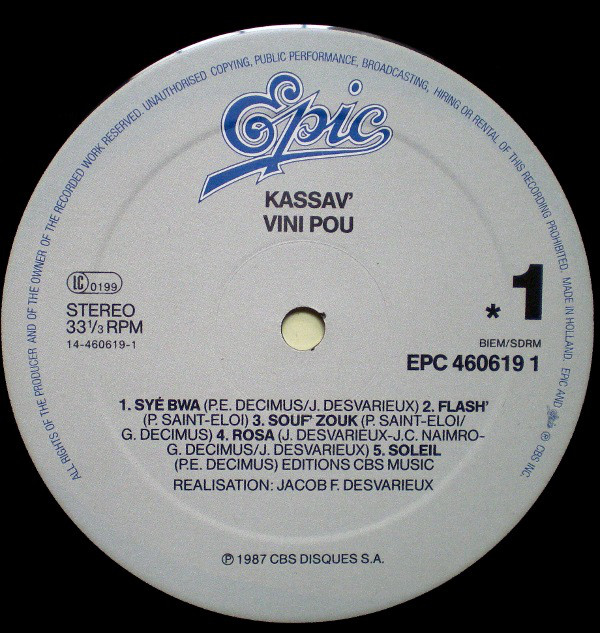 ALL RIGHTS OF THE PRODUCER AND OF THE OWNER OF THE RECORDED WORK RESERVED. UNAUTHORISED COPYING, PUBLIC PERFORMANCE, BROADCASTING, HIRING OR RENTAL OF THIS RECORDING PROHIBITED. MADE IN HOLLAND. EPIC AND Epic ℗ CBS INC.
Epic
KASSAV'
VINI POU
LC 0199
STEREO
33 1/3 RPM
14-460619-1
* 1
BIEM/SDRM
EPC 460619 1
1. SYÉ BWA (P.E. DECIMUS/J. DESVARIEUX) 2. FLASH'
(P. SAINT-ELOI) 3. SOUF' ZOUK (P. SAINT-ELOI/
G. DECIMUS) 4. ROSA (J. DESVARIEUX-J.C. NAIMRO-
G. DECIMUS/J. DESVARIEUX) 5. SOLEIL
(P.E. DECIMUS) EDITIONS CBS MUSIC
REALISATION: JACOB F. DESVARIEUX
℗ 1987 CBS DISQUES S.A.